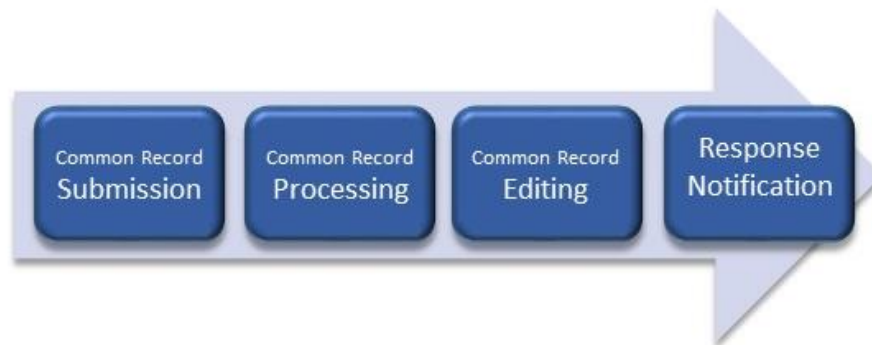 Common Record
Submission
Common Record
Processing
Common Record
Editing
Response
Notification